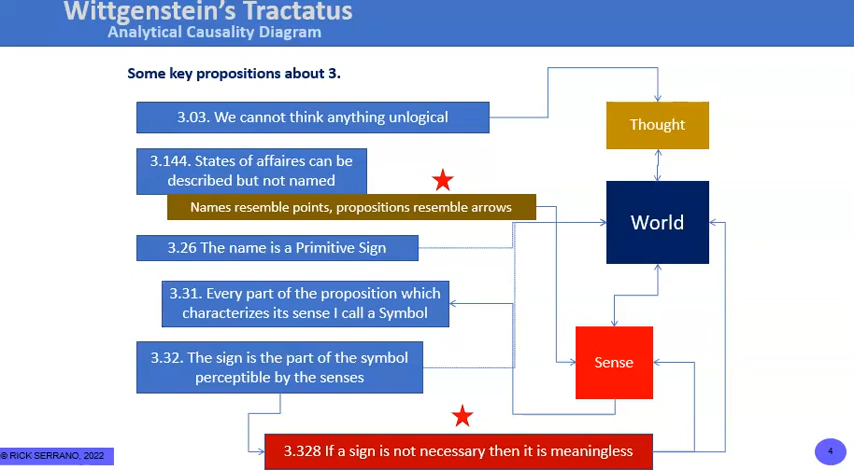 Wittgenstein's Tractatus
Analytical Causality Diagram
Some key propositions about 3.
3.03. We cannot think anything unlogical
Thought
3.144. States of affaires can be
described but not named
Names resemble points, propositions resemble arrows
World
3.26 The name is a Primitive Sign
3.31. Every part of the proposition which
characterizes its sense I call a Symbol
3.32. The sign is the part of the symbol
perceptible by the senses
Sense
3.328 If a sign is not necessary then it is meaningless
© RICK SERRANO, 2022
4